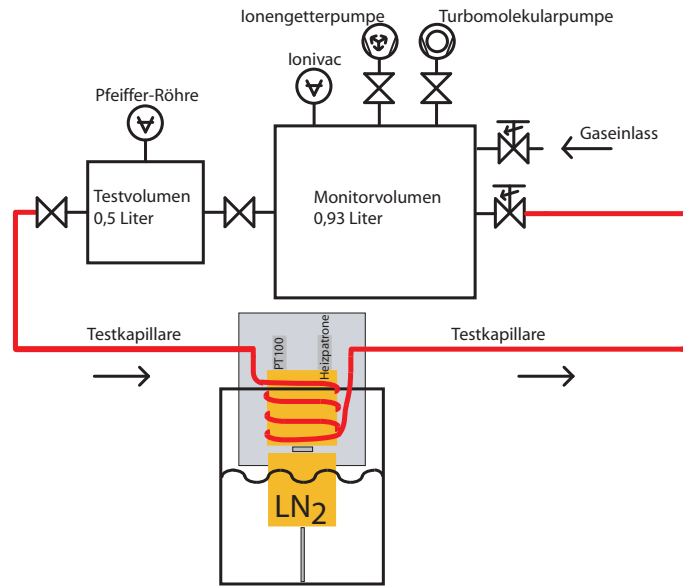 Ionengetterpumpe
Turbomolekularpumpe
Ionivac
Pfeiffer-Röhre
Gaseinlass
Testvolumen
0,5 Liter
Monitorvolumen
0,93 Liter
Testkapillare
PT100
Heizpatrone
Testkapillare
LN2